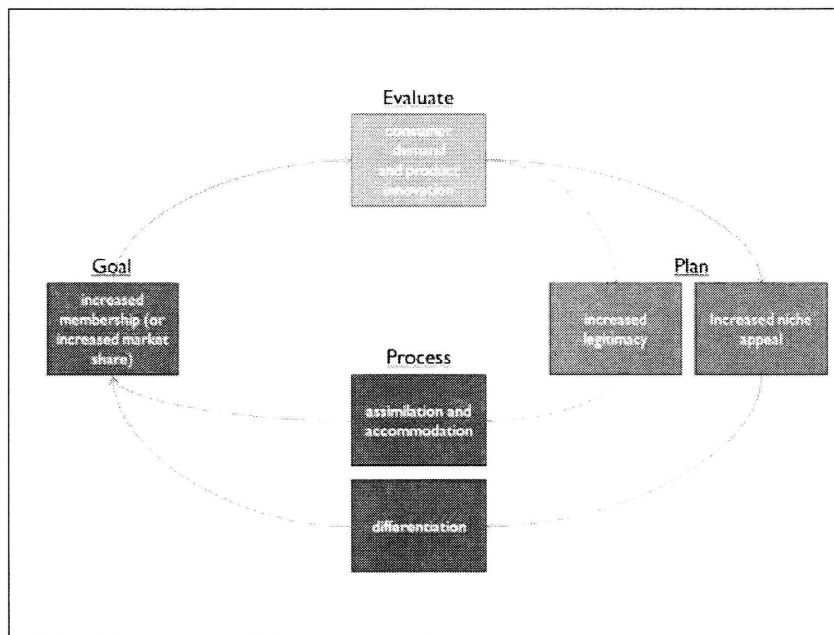 Evaluate
consumer
demand
and product
innovation
Goal
increased
membership (or
increased market
share)
Plan
increased
legitimacy
Increased niche
appeal
Process
assimilation and
accommodation
differentiation